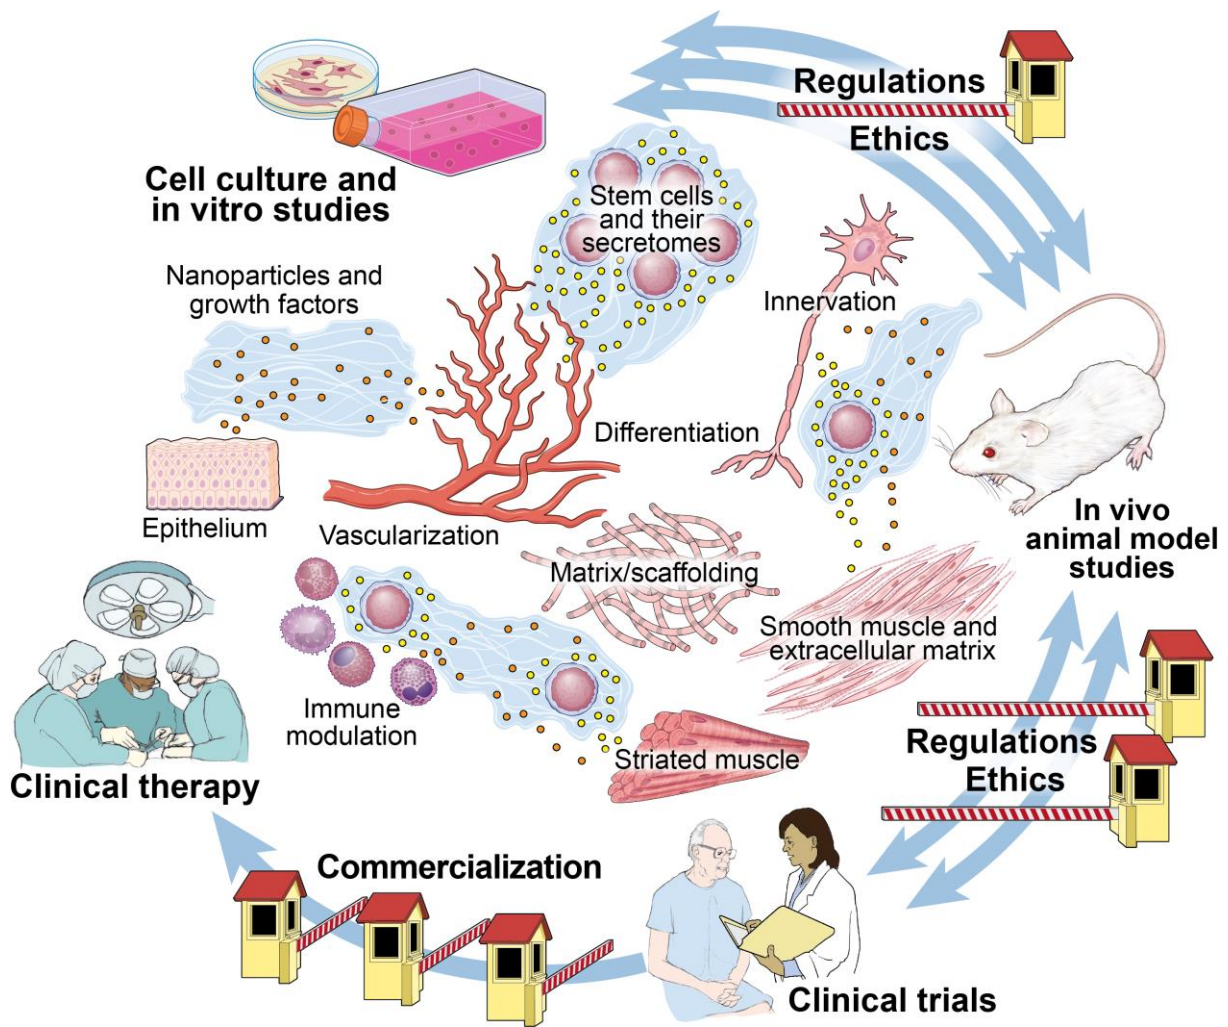 Regulations
Ethics
Cell culture and
in vitro studies
Stem cells
and their
secretomes
Nanoparticles and
growth factors
Innervation
Differentiation
Epithelium
Vascularization
Matrix/scaffolding
In vivo
animal model
studies
Smooth muscle and
extracellular matrix
Immune
modulation
Striated muscle
Regulations
Ethics
Clinical therapy
Commercialization
Clinical trials